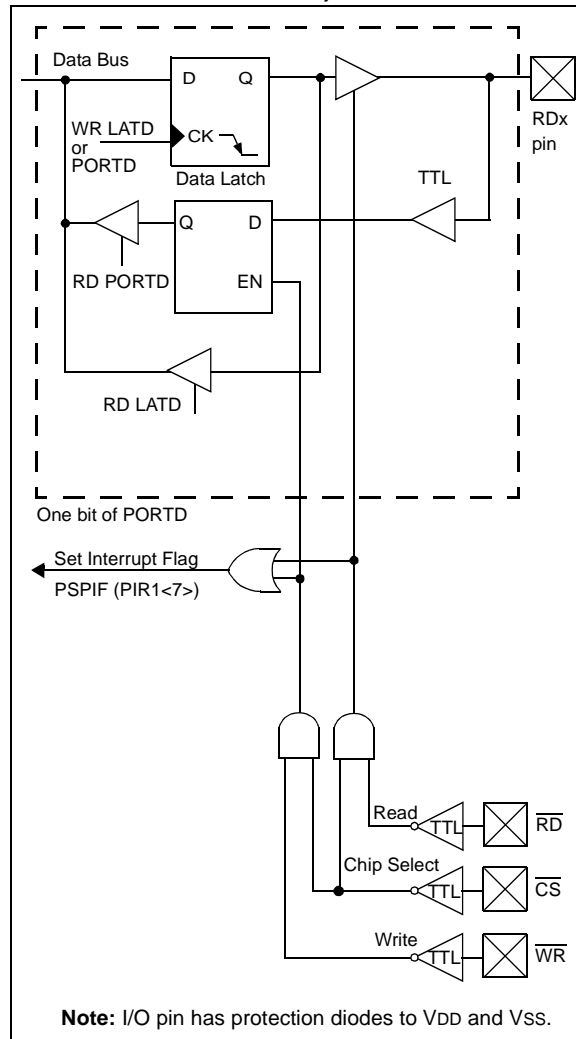 Data Bus
D Q
WR LATD
or
PORTD
CK
Data Latch
RDx
pin
TTL
Q D
EN
RD PORTD
RD LATD
One bit of PORTD
Set Interrupt Flag
PSPIF (PIR1<7>)
Read
TTL
RD
Chip Select
TTL
CS
Write
TTL
WR
Note: I/O pin has protection diodes to VDD and VSS.